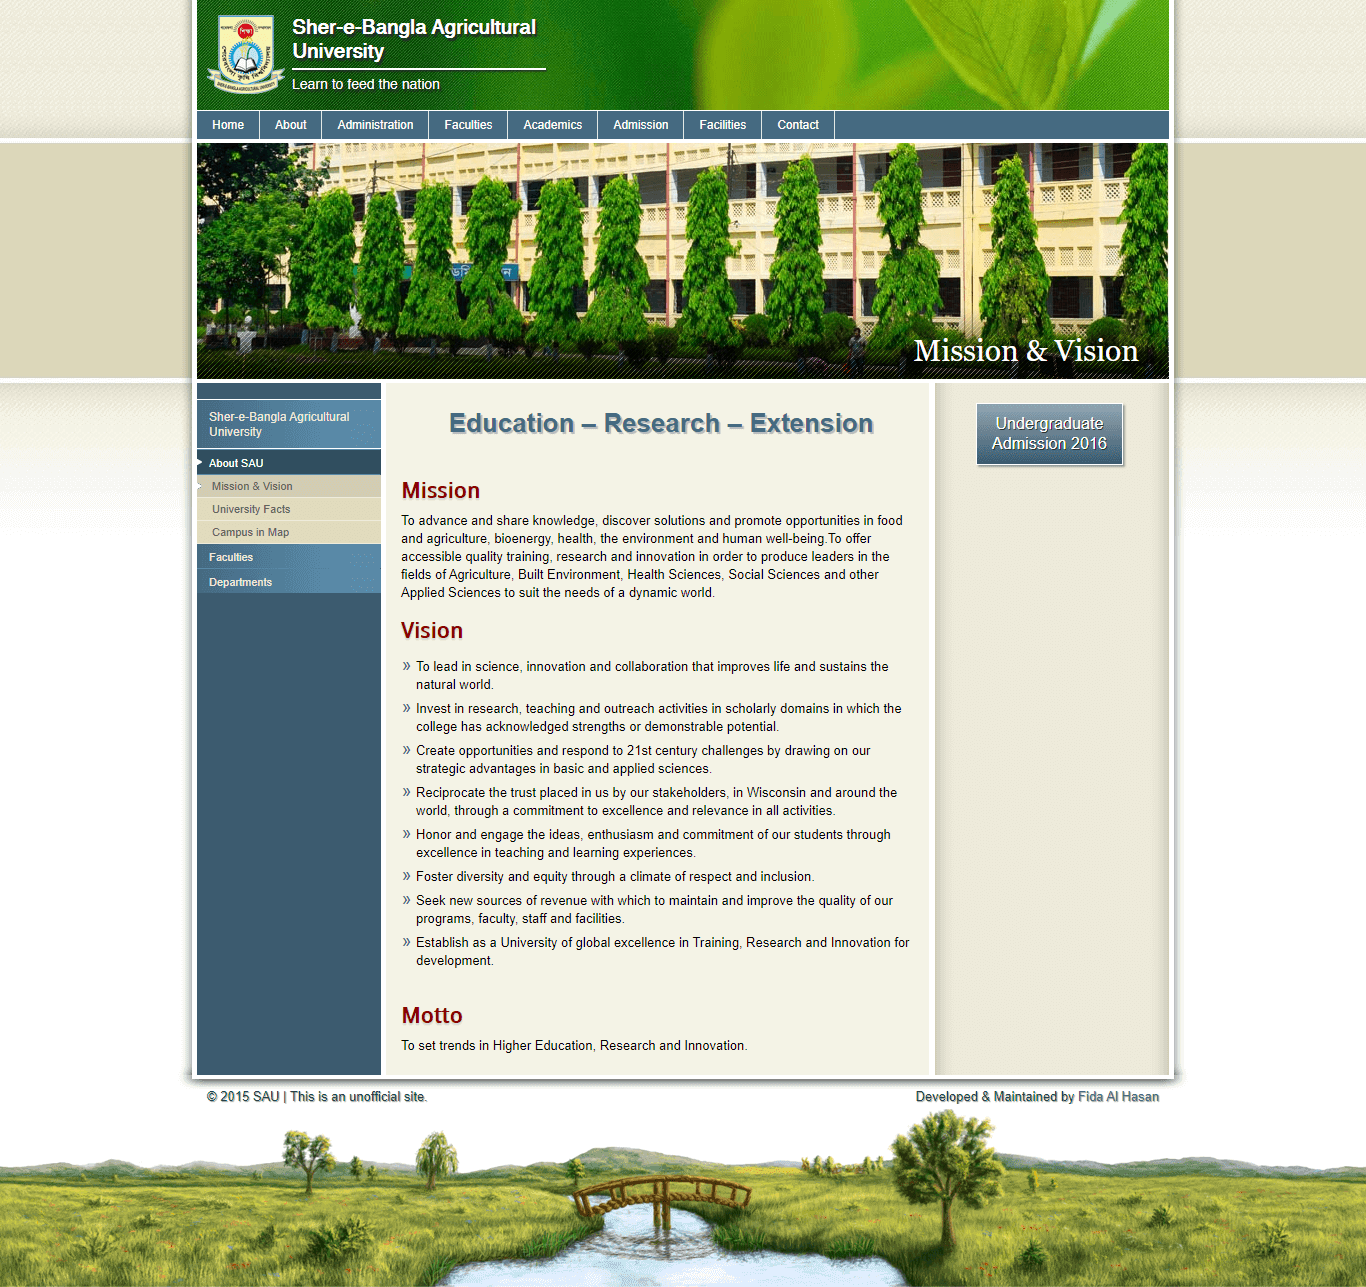 Sher-e-Bangla Agricultural
University
Learn to feed the nation
Home About Administration Faculties Academics Admission Facilities Contact
Mission & Vision
Sher-e-Bangla Agricultural
University
About SAU
Mission & Vision
University Facts
Campus in Map
Faculties
Departments
Education – Research – Extension
Mission
To advance and share knowledge, discover solutions and promote opportunities in food
and agriculture, bioenergy, health, the environment and human well-being.To offer
accessible quality training, research and innovation in order to produce leaders in the
fields of Agriculture, Built Environment, Health Sciences, Social Sciences and other
Applied Sciences to suit the needs of a dynamic world.
Vision
» To lead in science, innovation and collaboration that improves life and sustains the
natural world.
» Invest in research, teaching and outreach activities in scholarly domains in which the
college has acknowledged strengths or demonstrable potential.
» Create opportunities and respond to 21st century challenges by drawing on our
strategic advantages in basic and applied sciences.
» Reciprocate the trust placed in us by our stakeholders, in Wisconsin and around the
world, through a commitment to excellence and relevance in all activities.
» Honor and engage the ideas, enthusiasm and commitment of our students through
excellence in teaching and learning experiences.
» Foster diversity and equity through a climate of respect and inclusion.
» Seek new sources of revenue with which to maintain and improve the quality of our
programs, faculty, staff and facilities.
» Establish as a University of global excellence in Training, Research and Innovation for
development.
Motto
To set trends in Higher Education, Research and Innovation.
Undergraduate
Admission 2016
© 2015 SAU | This is an unofficial site.
Developed & Maintained by Fida Al Hasan